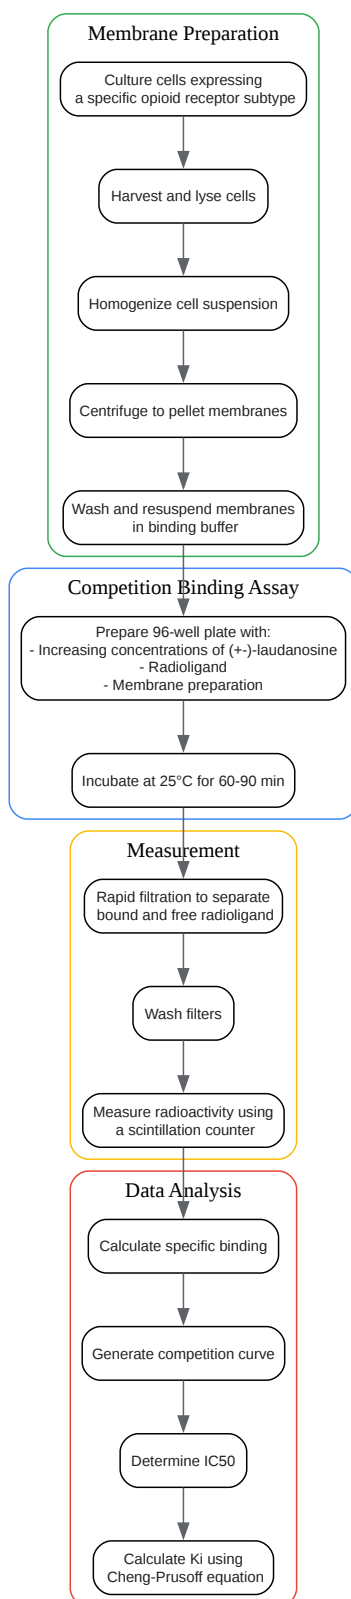 Membrane Preparation
Culture cells expressing
a specific opioid receptor subtype
Harvest and lyse cells
Homogenize cell suspension
Centrifuge to pellet membranes
Wash and resuspend membranes
in binding buffer
Competition Binding Assay
Prepare 96-well plate with:
- Increasing concentrations of (+-)-laudanosine
- Radioligand
- Membrane preparation
Incubate at 25°C for 60-90 min
Measurement
Rapid filtration to separate
bound and free radioligand
Wash filters
Measure radioactivity using
a scintillation counter
Data Analysis
Calculate specific binding
Generate competition curve
Determine IC50
Calculate Ki using
Cheng-Prusoff equation